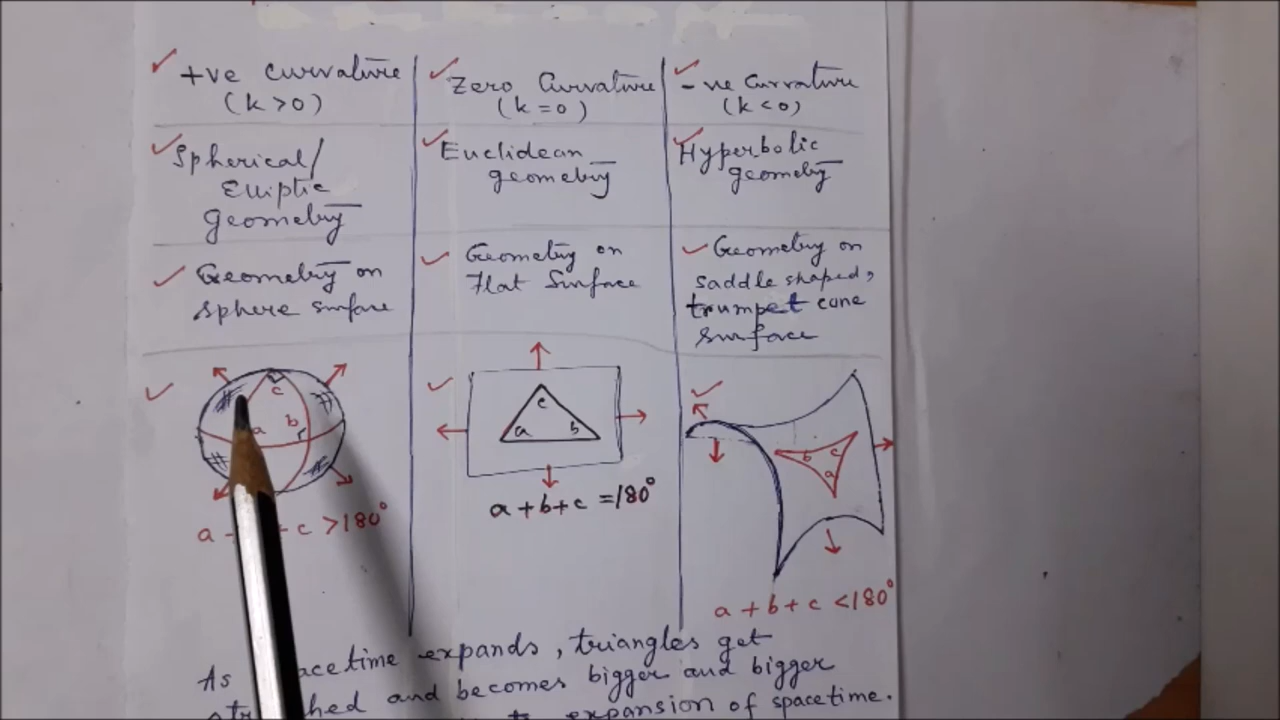 +ve curvature
(k > 0)
Spherical/
Elliptic
Geometry
Geometry on
sphere surface
c
a
b
a + c > 180°
Zero Curvature
(k = 0)
Euclidean
geometry
Geometry on
Flat Surface
c
a b
a + b + c = 180°
- ve Curvature
(k < 0)
Hyperbolic
geometry
Geometry on
saddle shaped,
trumpet cone
surface
b c
a
a + b + c < 180°
As expands, triangles get
and becomes bigger and bigger
expansion of spacetime.